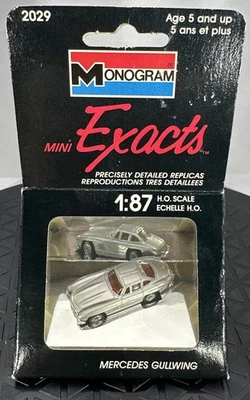 2029
Age 5 and up
5 ans et plus
MONOGRAM
MINI Exacts™
PRECISELY DETAILED REPLICAS
REPRODUCTIONS TRES DETAILLEES
1:87 H.O. SCALE
ECHELLE H.O.
MERCEDES GULLWING